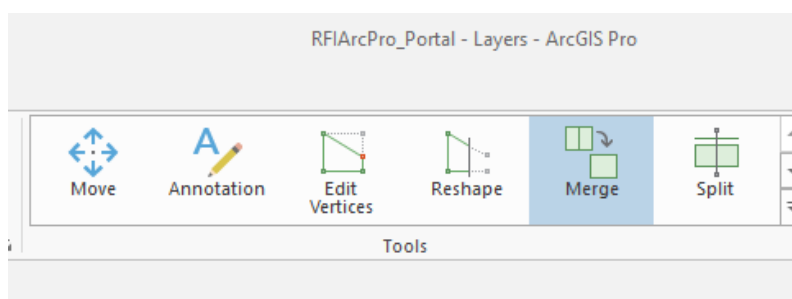 RFIArcPro_Portal - Layers - ArcGIS Pro
Move
Annotation
Edit
Vertices
Reshape
Merge
Split
Tools